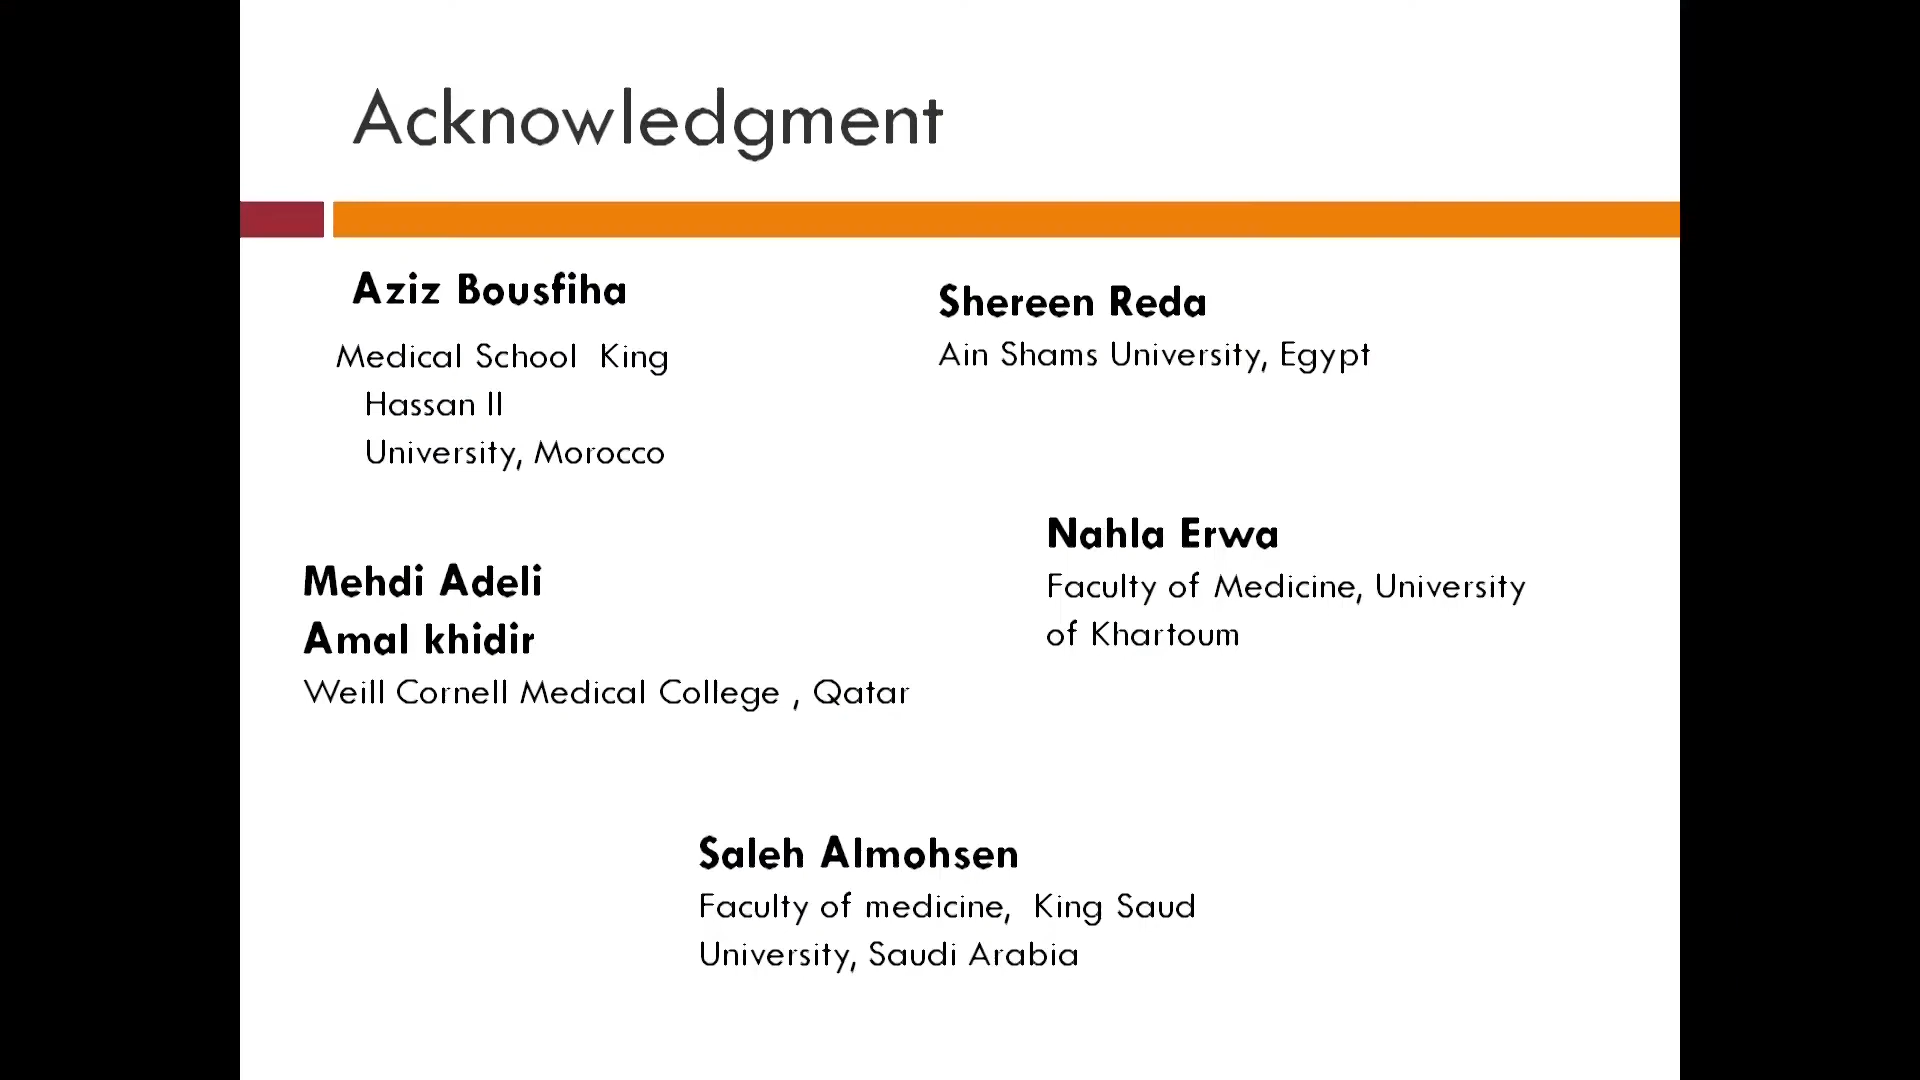 Acknowledgment
Aziz Bousfiha
Medical School  King
Hassan II
University, Morocco
Shereen Reda
Ain Shams University, Egypt
Mehdi Adeli
Amal khidir
Weill Cornell Medical College , Qatar
Nahla Erwa
Faculty of Medicine, University
of Khartoum
Saleh Almohsen
Faculty of medicine,  King Saud
University, Saudi Arabia